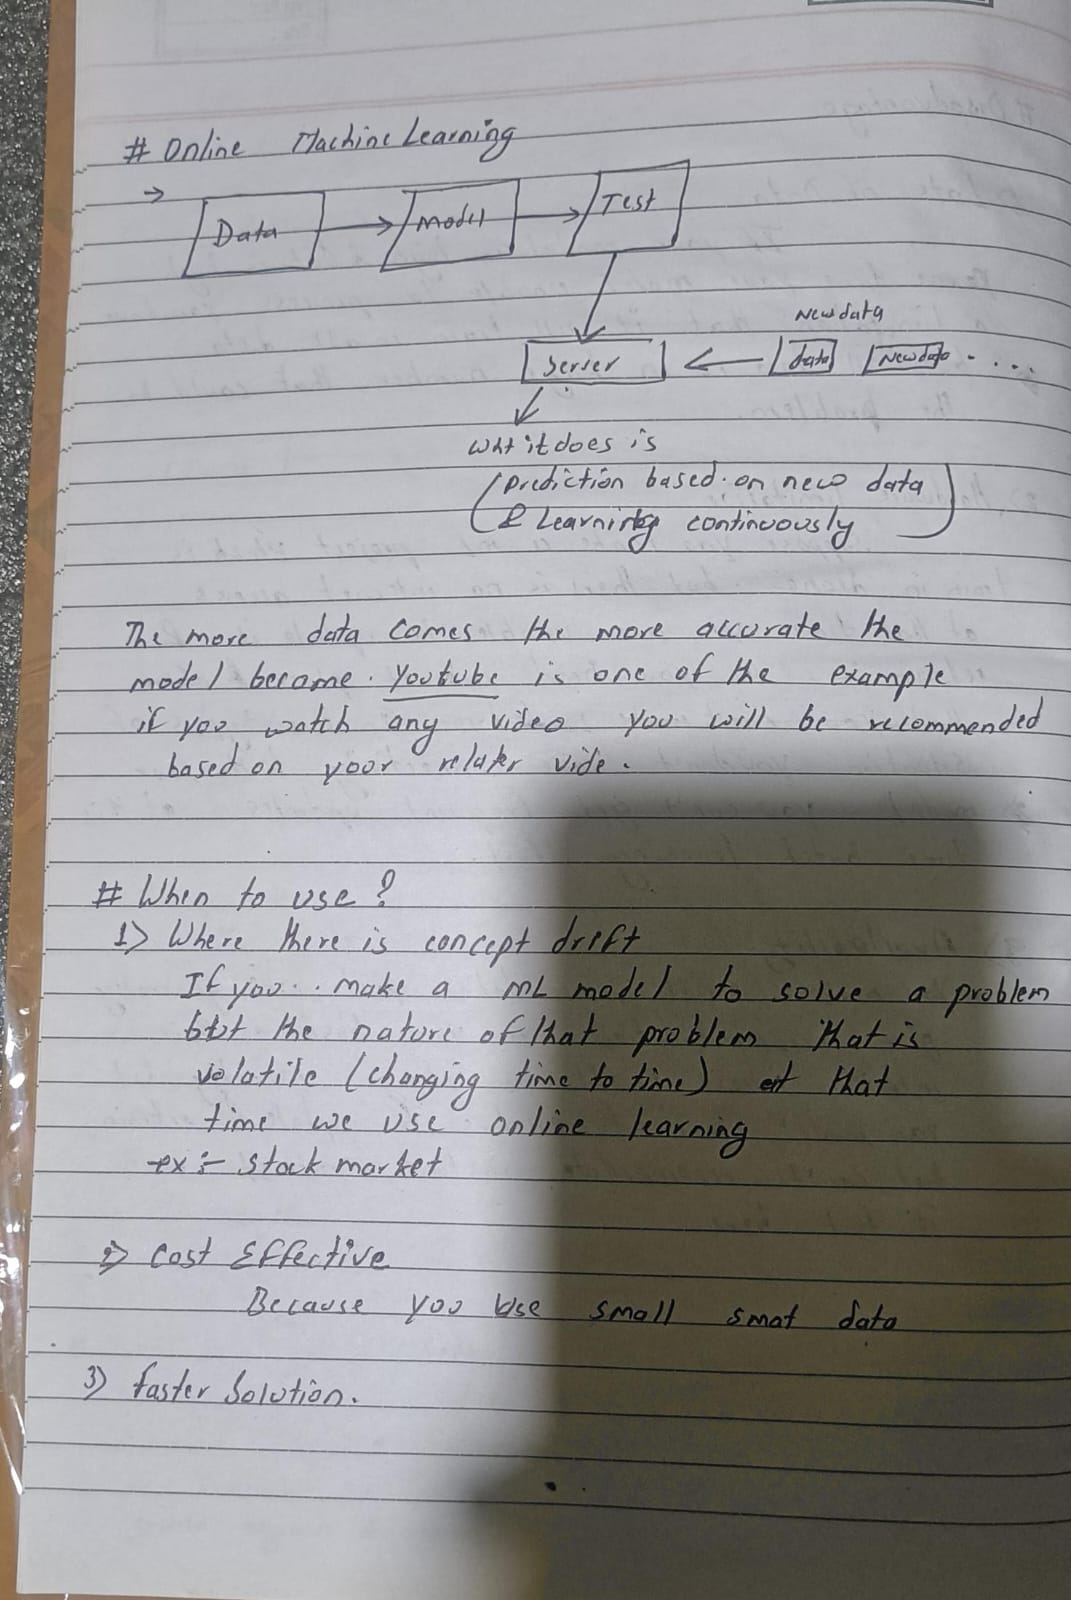 # Online Machine Learning
→ Data → Model → Test
New data
Server ← data New data - ...
What it does is
(prediction based on new data
& Learning continuously)
The more data comes the more accurate the
model become. Youtube is one of the example
if you watch any video you will be recommended
based on your vide.
# When to use?
1) Where there is concept drift
If you.. make a ML model to solve a problem
but the nature of that problem that is
volatile (changing time to time) at that
time we use online learning
ex :- stock market
2) Cost Effective
Because you use small data
3) faster Solution.